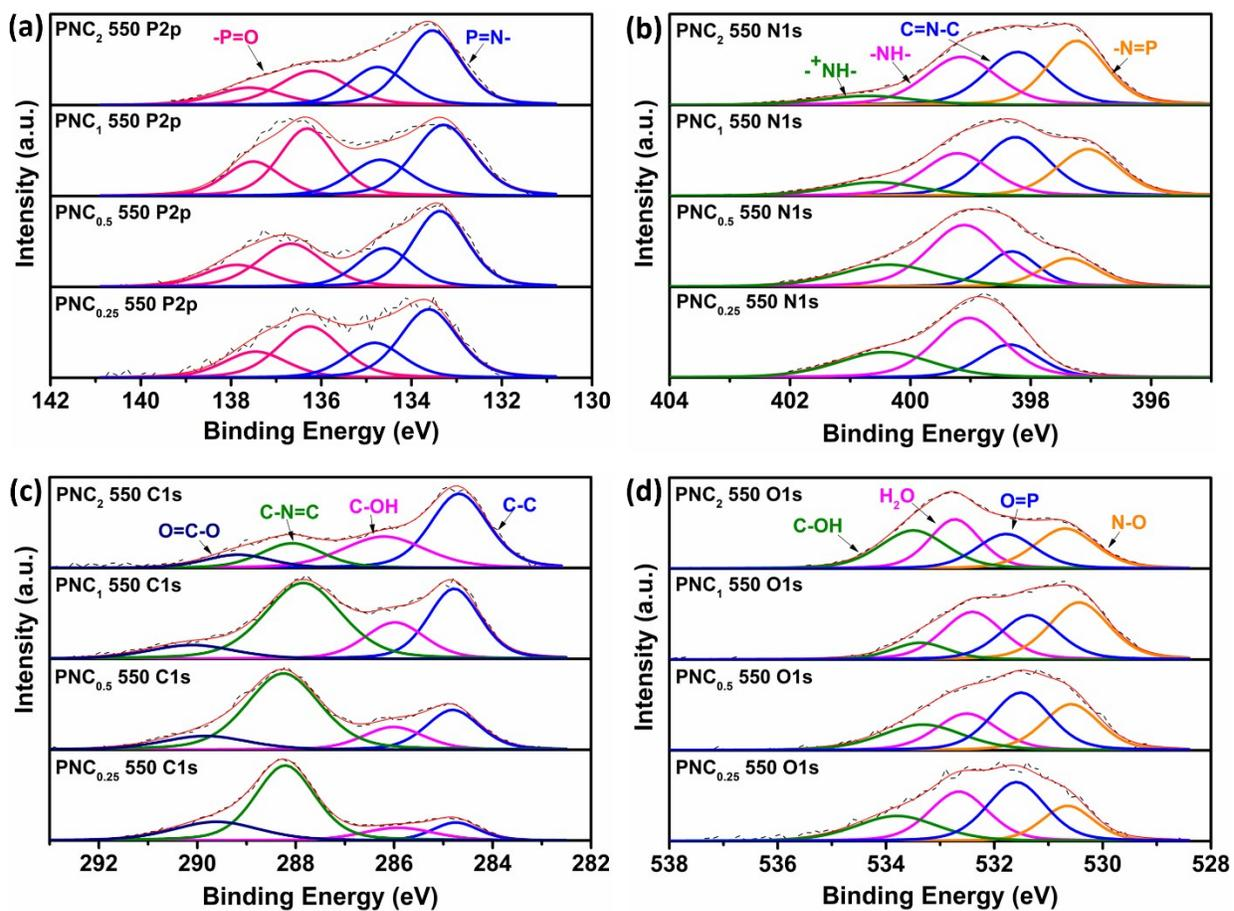 (a)
PNC₂ 550 P2p
-P=O
P=N-
PNC₁ 550 P2p
PNC₀.₅ 550 P2p
PNC₀.₂₅ 550 P2p
142 140 138 136 134 132 130
Binding Energy (eV)
Intensity (a.u.)
(b)
PNC₂ 550 N1s
-⁺NH-
-NH-
C=N-C
-N=P
PNC₁ 550 N1s
PNC₀.₅ 550 N1s
PNC₀.₂₅ 550 N1s
404 402 400 398 396
Binding Energy (eV)
Intensity (a.u.)
(c)
PNC₂ 550 C1s
O=C-O
C-N=C
C-OH
C-C
PNC₁ 550 C1s
PNC₀.₅ 550 C1s
PNC₀.₂₅ 550 C1s
292 290 288 286 284 282
Binding Energy (eV)
Intensity (a.u.)
(d)
PNC₂ 550 O1s
C-OH
H₂O
O=P
N-O
PNC₁ 550 O1s
PNC₀.₅ 550 O1s
PNC₀.₂₅ 550 O1s
538 536 534 532 530 528
Binding Energy (eV)
Intensity (a.u.)